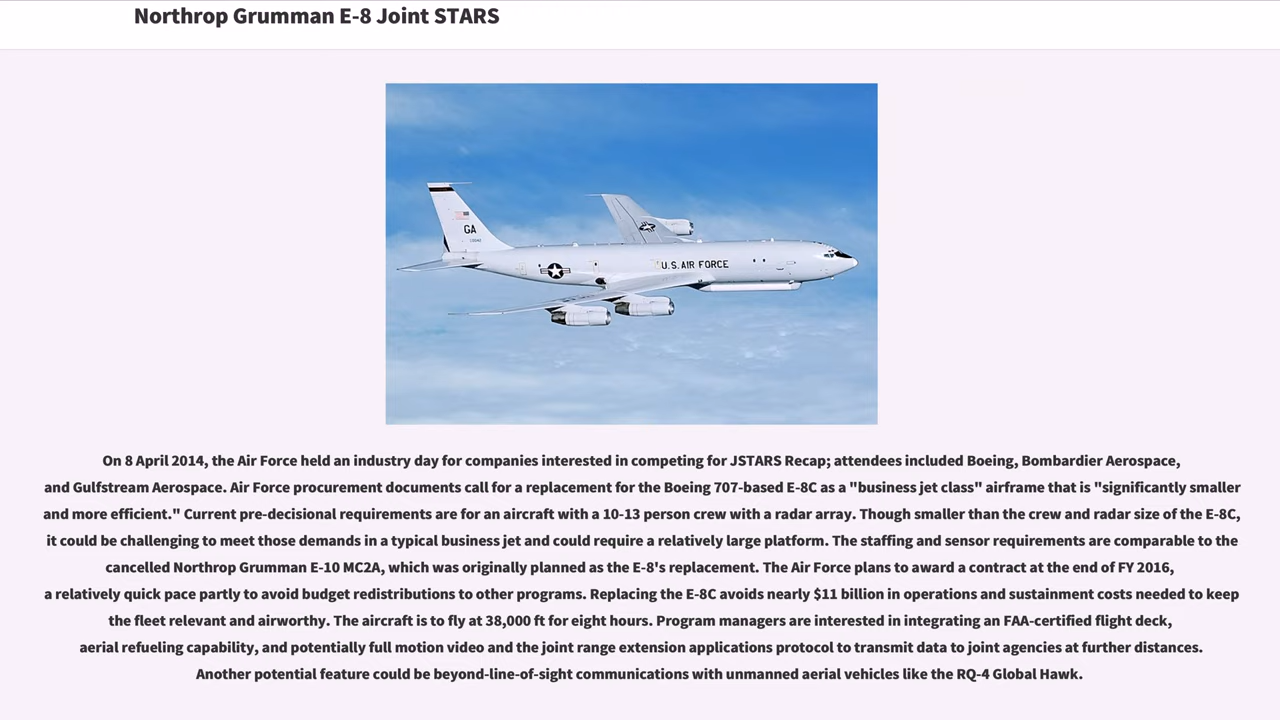 Northrop Grumman E-8 Joint STARS
GA
U.S. AIR FORCE
On 8 April 2014, the Air Force held an industry day for companies interested in competing for JSTARS Recap; attendees included Boeing, Bombardier Aerospace,
and Gulfstream Aerospace. Air Force procurement documents call for a replacement for the Boeing 707-based E-8C as a "business jet class" airframe that is "significantly smaller
and more efficient." Current pre-decisional requirements are for an aircraft with a 10-13 person crew with a radar array. Though smaller than the crew and radar size of the E-8C,
it could be challenging to meet those demands in a typical business jet and could require a relatively large platform. The staffing and sensor requirements are comparable to the
cancelled Northrop Grumman E-10 MC2A, which was originally planned as the E-8's replacement. The Air Force plans to award a contract at the end of FY 2016,
a relatively quick pace partly to avoid budget redistributions to other programs. Replacing the E-8C avoids nearly $11 billion in operations and sustainment costs needed to keep
the fleet relevant and airworthy. The aircraft is to fly at 38,000 ft for eight hours. Program managers are interested in integrating an FAA-certified flight deck,
aerial refueling capability, and potentially full motion video and the joint range extension applications protocol to transmit data to joint agencies at further distances.
Another potential feature could be beyond-line-of-sight communications with unmanned aerial vehicles like the RQ-4 Global Hawk.